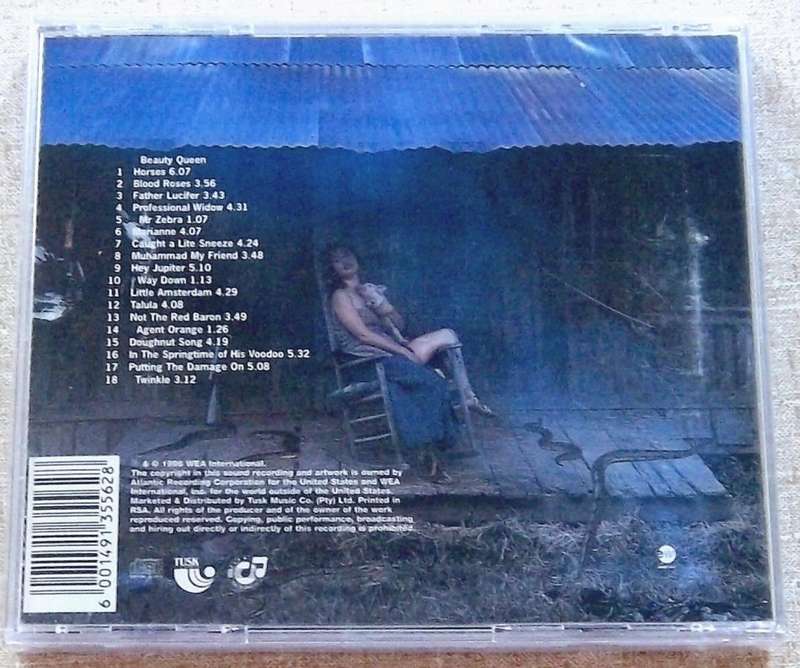 Beauty Queen
1 Horses 6.07
2 Blood Roses 3.56
3 Father Lucifer 3.43
4 Professional Widow 4.31
5 Mr Zebra 1.07
6 Marianne 4.07
7 Caught a Lite Sneeze 4.24
8 Muhammad My Friend 3.48
9 Hey Jupiter 5.10
10 Way Down 1.13
11 Little Amsterdam 4.29
12 Talula 4.08
13 Not The Red Baron 3.49
14 Agent Orange 1.26
15 Doughnut Song 4.19
16 In The Springtime of His Voodoo 5.32
17 Putting The Damage On 5.08
18 Twinkle 3.12
& © 1996 WEA International.
The copyright in this sound recording and artwork is owned by
Atlantic Recording Corporation for the United States and WEA
International, Inc. for the world outside of the United States.
Marketed & Distributed by Tusk Music Co. (Pty) Ltd. Printed in
RSA. All rights of the producer and of the owner of the work
reproduced reserved. Copying, public performance, broadcasting
and hiring out directly or indirectly of this recording is prohibited.
6 001491 355628
TUSK